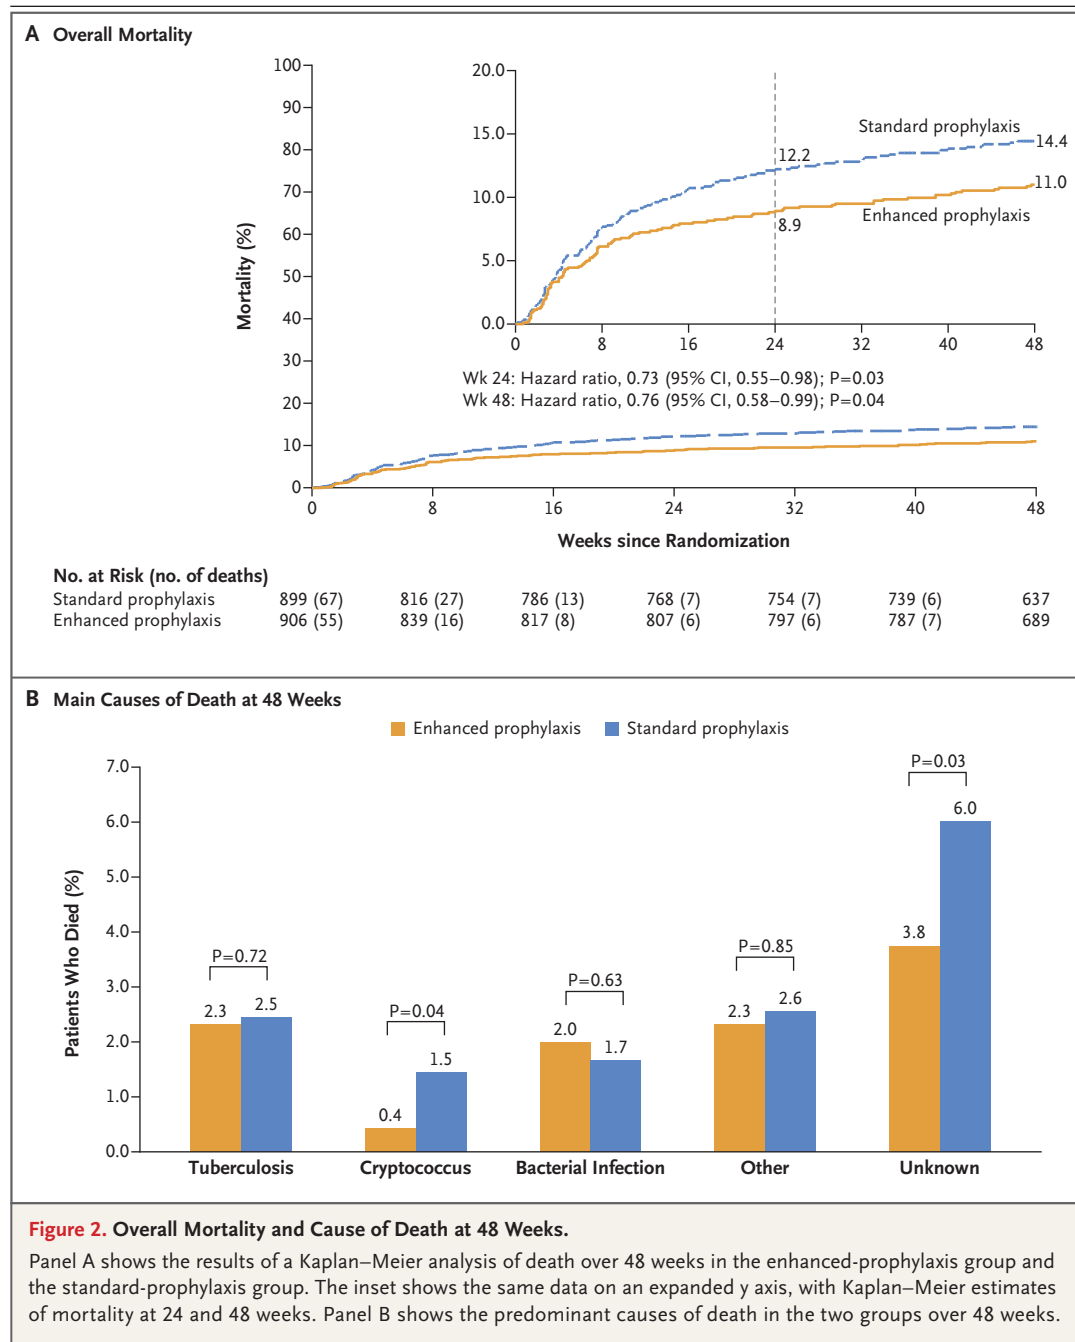 A Overall Mortality
100
90
80
70
60
50
40
30
20
10
0
Mortality (%)
0 8 16 24 32 40 48
Weeks since Randomization
20.0
15.0
10.0
5.0
0.0
0 8 16 24 32 40 48
Standard prophylaxis
14.4
12.2
11.0
Enhanced prophylaxis
8.9
Wk 24: Hazard ratio, 0.73 (95% CI, 0.55–0.98); P=0.03
Wk 48: Hazard ratio, 0.76 (95% CI, 0.58–0.99); P=0.04
No. at Risk (no. of deaths)
Standard prophylaxis 899 (67) 816 (27) 786 (13) 768 (7) 754 (7) 739 (6) 637
Enhanced prophylaxis 906 (55) 839 (16) 817 (8) 807 (6) 797 (6) 787 (7) 689
B Main Causes of Death at 48 Weeks
Enhanced prophylaxis Standard prophylaxis
7.0
6.0
5.0
4.0
3.0
2.0
1.0
0.0
Patients Who Died (%)
P=0.72
2.3 2.5
P=0.04
0.4 1.5
P=0.63
2.0 1.7
P=0.85
2.3 2.6
P=0.03
3.8 6.0
Tuberculosis Cryptococcus Bacterial Infection Other Unknown
Figure 2. Overall Mortality and Cause of Death at 48 Weeks.
Panel A shows the results of a Kaplan–Meier analysis of death over 48 weeks in the enhanced-prophylaxis group and
the standard-prophylaxis group. The inset shows the same data on an expanded y axis, with Kaplan–Meier estimates
of mortality at 24 and 48 weeks. Panel B shows the predominant causes of death in the two groups over 48 weeks.